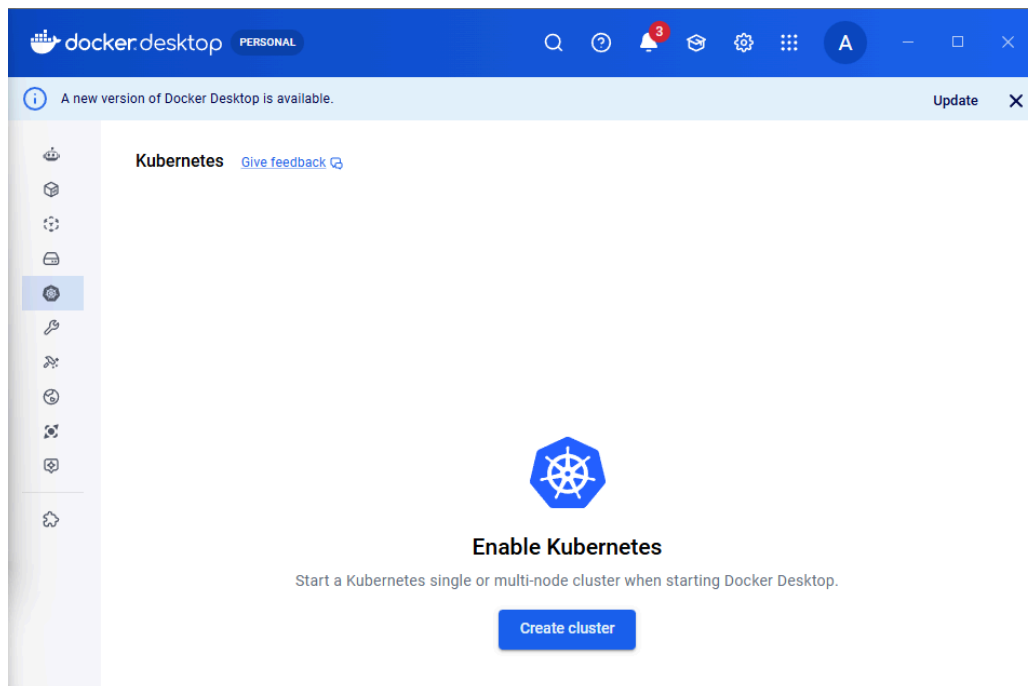 docker.desktop PERSONAL 3 A
A new version of Docker Desktop is available. Update
Kubernetes Give feedback
Enable Kubernetes
Start a Kubernetes single or multi-node cluster when starting Docker Desktop.
Create cluster